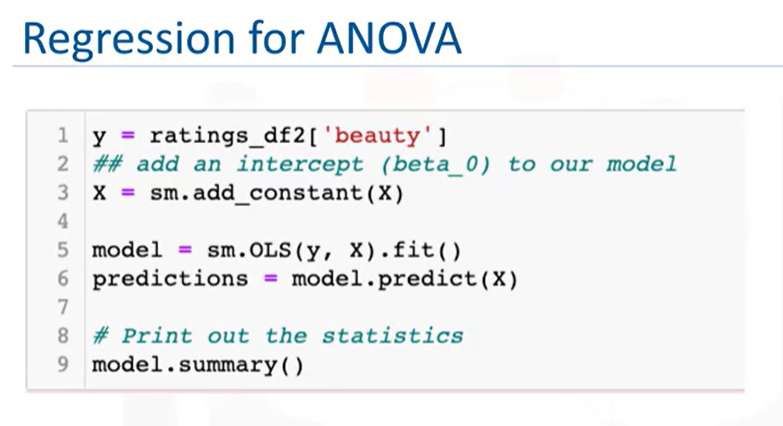 Regression for ANOVA
1 y = ratings_df2['beauty']
2 ## add an intercept (beta_0) to our model
3 X = sm.add_constant(X)
4
5 model = sm.OLS(y, X).fit()
6 predictions = model.predict(X)
7
8 # Print out the statistics
9 model.summary()